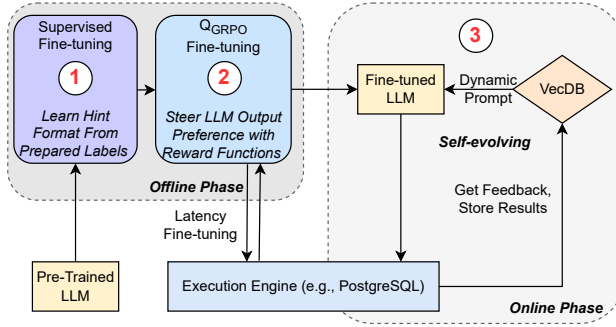 Supervised
Fine-tuning
1
Learn Hint
Format From
Prepared Labels
QGRPO
Fine-tuning
2
Steer LLM Output
Preference with
Reward Functions
Offline Phase
3
Fine-tuned
LLM
Dynamic
Prompt
VecDB
Self-evolving
Get Feedback,
Store Results
Latency
Fine-tuning
Pre-Trained
LLM
Execution Engine (e.g., PostgreSQL)
Online Phase